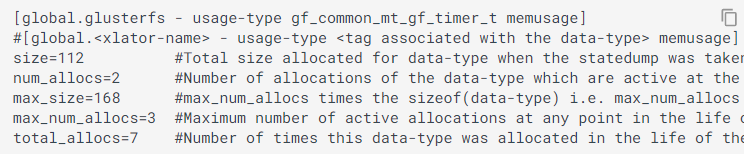 [global.glusterfs - usage-type gf_common_mt_gf_timer_t memusage]
#[global.<xlator-name> - usage-type <tag associated with the data-type> memusage]
size=112 #Total size allocated for data-type when the statedump was taken
num_allocs=2 #Number of allocations of the data-type which are active at the
max_size=168 #max_num_allocs times the sizeof(data-type) i.e. max_num_allocs
max_num_allocs=3 #Maximum number of active allocations at any point in the life
total_allocs=7 #Number of times this data-type was allocated in the life of the